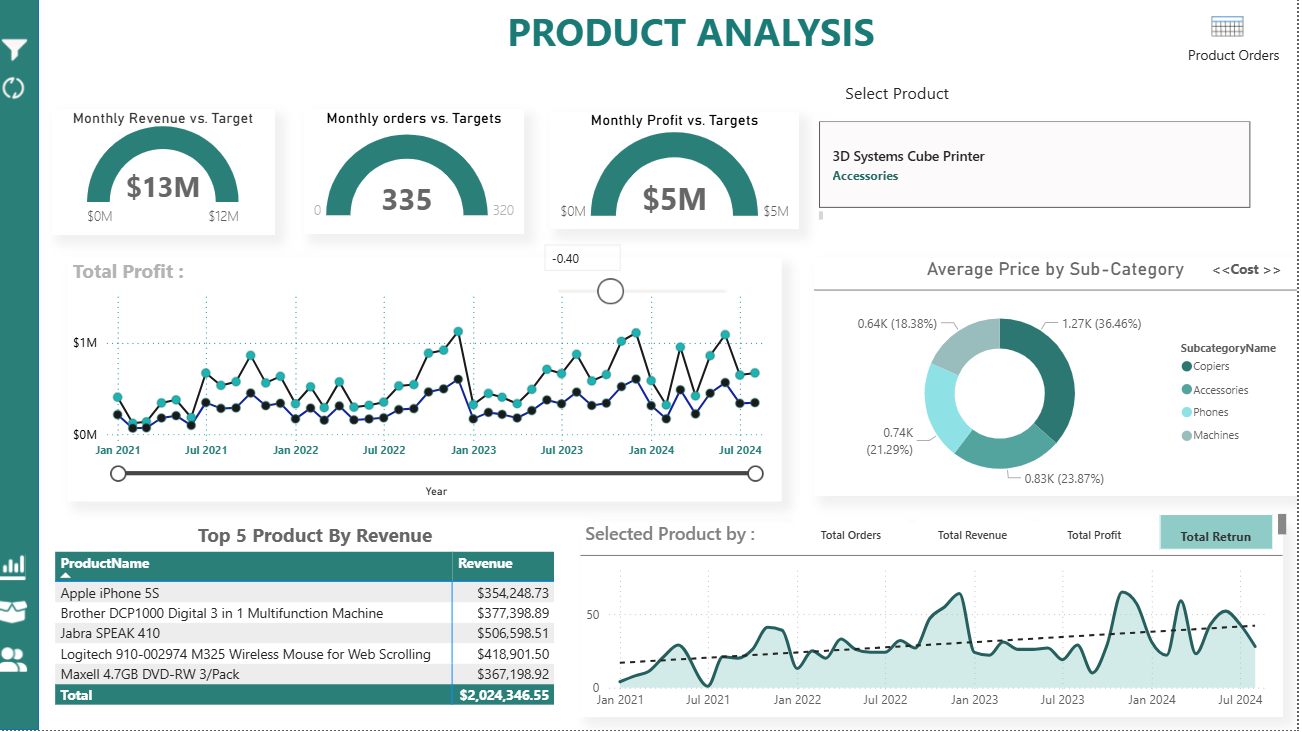 PRODUCT ANALYSIS
Product Orders
Select Product
3D Systems Cube Printer
Accessories
Monthly Revenue vs. Target
$13M
$0M
$12M
Monthly orders vs. Targets
335
0
320
Monthly Profit vs. Targets
$5M
$0M
$5M
Total Profit :
-0.40
$1M
$0M
Jan 2021
Jul 2021
Jan 2022
Jul 2022
Jan 2023
Jul 2023
Jan 2024
Jul 2024
Year
Average Price by Sub-Category
<<Cost >>
0.64K (18.38%)
1.27K (36.46%)
0.74K
(21.29%)
0.83K (23.87%)
SubcategoryName
Copiers
Accessories
Phones
Machines
Top 5 Product By Revenue
ProductName Revenue
Apple iPhone 5S $354,248.73
Brother DCP1000 Digital 3 in 1 Multifunction Machine $377,398.89
Jabra SPEAK 410 $506,598.51
Logitech 910-002974 M325 Wireless Mouse for Web Scrolling $418,901.50
Maxell 4.7GB DVD-RW 3/Pack $367,198.92
Total $2,024,346.55
Selected Product by :
Total Orders
Total Revenue
Total Profit
Total Retrun
50
0
Jan 2021
Jul 2021
Jan 2022
Jul 2022
Jan 2023
Jul 2023
Jan 2024
Jul 2024